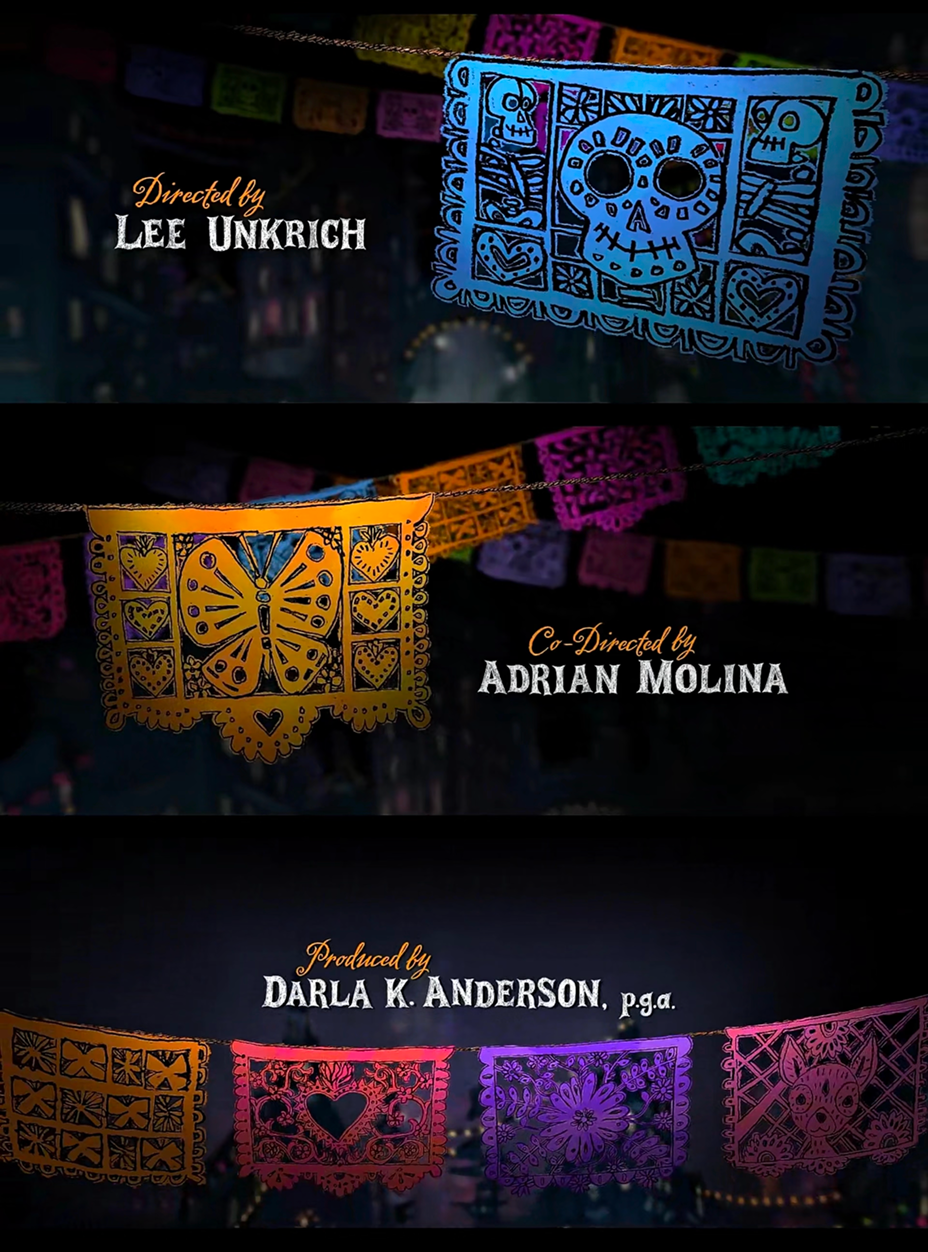 Directed by
LEE UNKRICH
Co-Directed by
ADRIAN MOLINA
Produced by
DARLA K. ANDERSON, p.g.a.